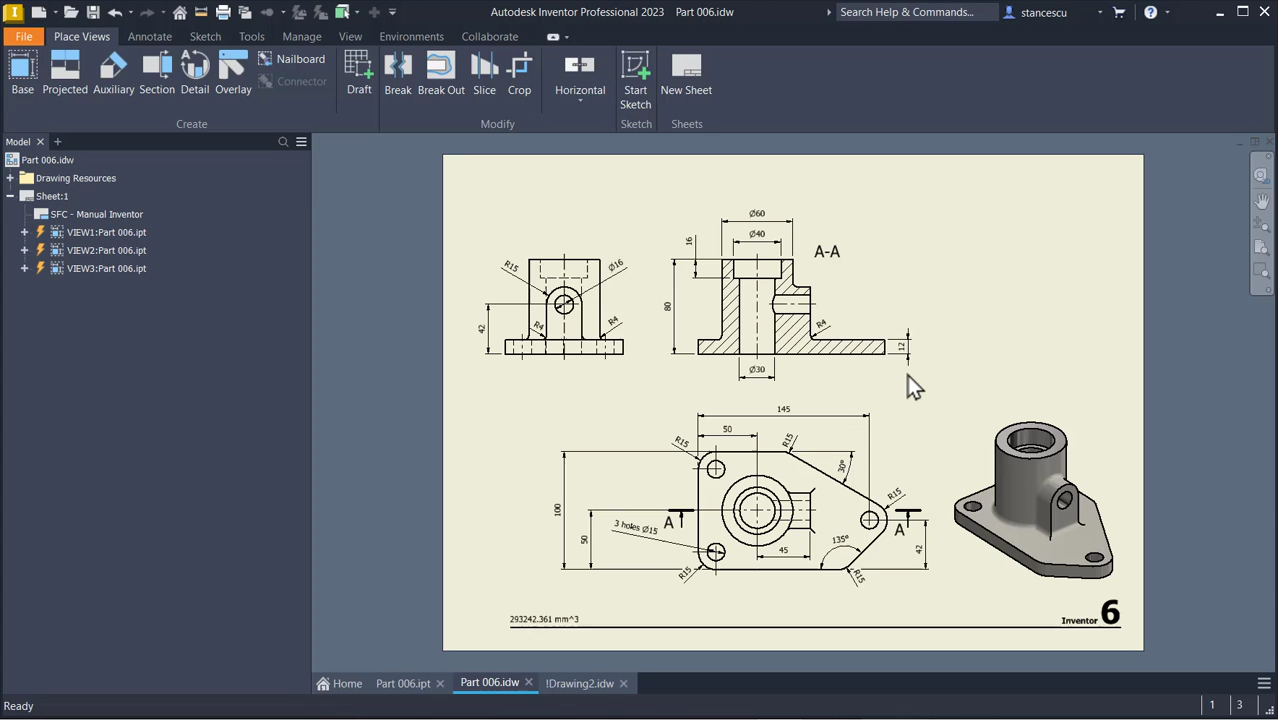 Autodesk Inventor Professional 2023 Part 006.idw
Search Help & Commands...
stancescu
File Place Views Annotate Sketch Tools Manage View Environments Collaborate
Base
Projected
Auxiliary
Section
Detail
Overlay
Nailboard
Connector
Draft
Break
Break Out
Slice
Crop
Horizontal
Start
Sketch
New Sheet
Create
Modify
Sketch
Sheets
Model
Part 006.idw
Drawing Resources
Sheet:1
SFC - Manual Inventor
VIEW1:Part 006.ipt
VIEW2:Part 006.ipt
VIEW3:Part 006.ipt
R15
Ø16
42
R4
R4
Ø60
Ø40
16
A-A
80
R4
12
Ø30
145
50
R15
R15
30°
R15
100
50
A
3 holes Ø15
45
135°
A
42
R15
R15
293242.361 mm^3
Inventor 6
Home
Part 006.ipt
Part 006.idw
!Drawing2.idw
Ready
1
3